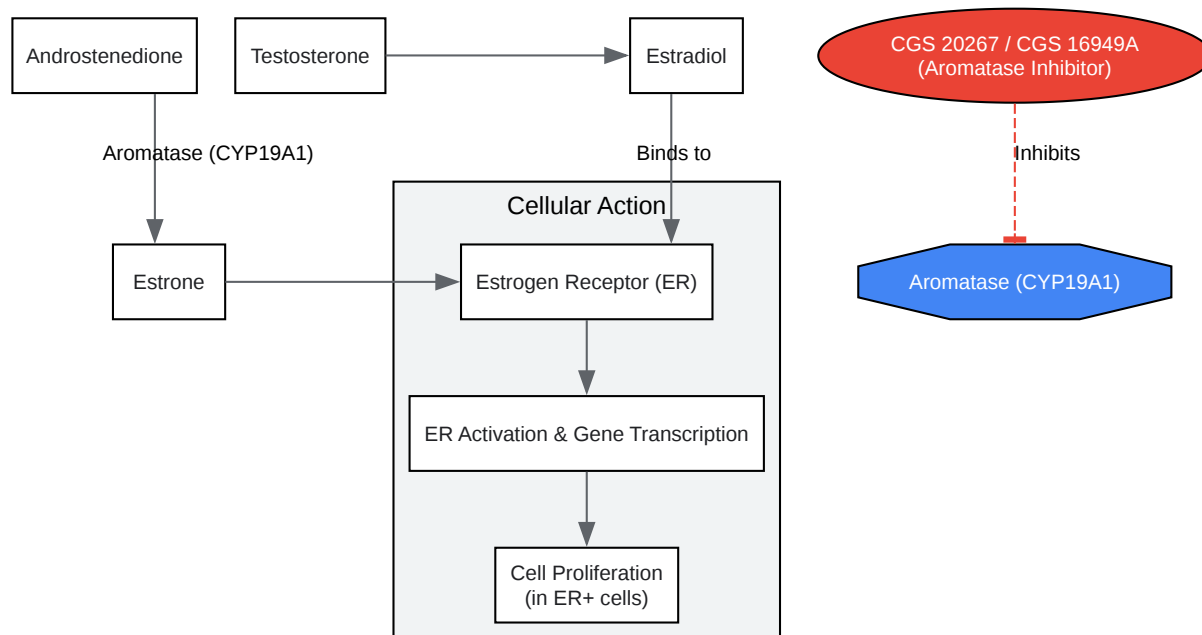 Androstenedione
Testosterone
Estradiol
CGS 20267 / CGS 16949A
(Aromatase Inhibitor)
Aromatase (CYP19A1)
Binds to
Inhibits
Cellular Action
Estrone
Estrogen Receptor (ER)
Aromatase (CYP19A1)
ER Activation & Gene Transcription
Cell Proliferation
(in ER+ cells)